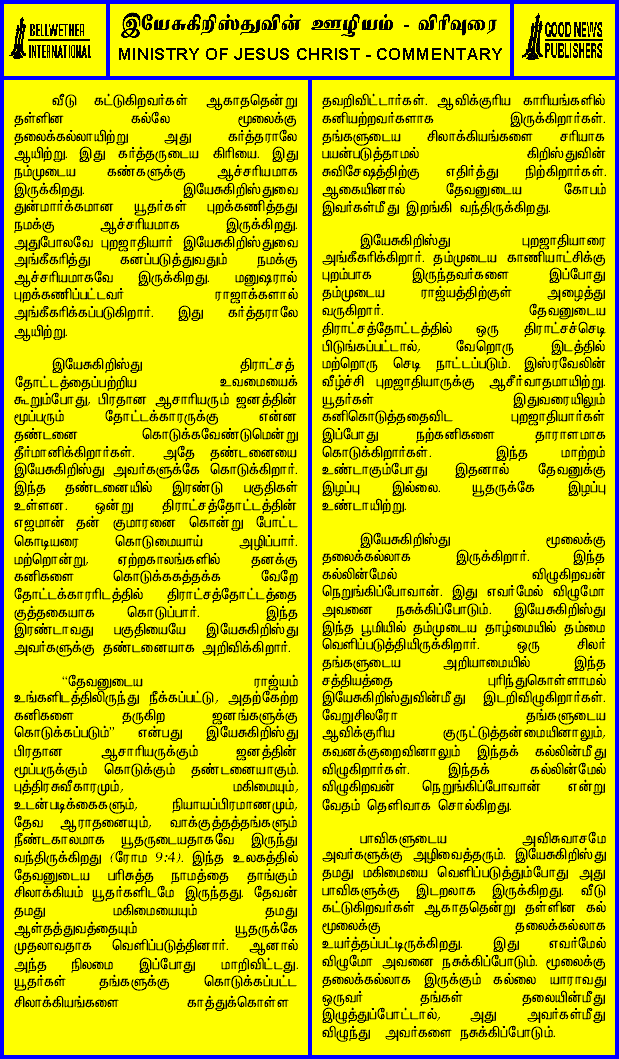 BELLWETHER
INTERNATIONAL
இயேசுகிறிஸ்துவின் ஊழியம் - விரிவுரை
MINISTRY OF JESUS CHRIST - COMMENTARY
GOOD NEWS
PUBLISHERS
வீடு கட்டுகிறவர்கள் ஆகாததென்று
தள்ளின கல்லே மூலைக்கு
தலைக்கல்லாயிற்று அது கர்த்தராலே
ஆயிற்று. இது கர்த்தருடைய கிரியை. இது
நம்முடைய கண்களுக்கு ஆச்சரியமாக
இருக்கிறது. இயேசுகிறிஸ்துவை
துன்மார்க்கமான யூதர்கள் புறக்கணித்தது
நமக்கு ஆச்சரியமாக இருக்கிறது.
அதுபோலவே புறஜாதியார் இயேசுகிறிஸ்துவை
அங்கீகரித்து கனப்படுத்துவதும் நமக்கு
ஆச்சரியமாகவே இருக்கிறது. மனுஷரால்
புறக்கணிப்பட்டவர் ராஜாக்களால்
அங்கீகரிக்கப்படுகிறார். இது கர்த்தராலே
ஆயிற்று.
இயேசுகிறிஸ்து திராட்சத்
தோட்டத்தைப்பற்றிய உவமையைக்
கூறும்போது, பிரதான ஆசாரியரும் ஜனத்தின்
மூப்பரும் தோட்டக்காரருக்கு என்ன
தண்டனை கொடுக்கவேண்டுமென்று
தீர்மானிக்கிறார்கள். அதே தண்டனையை
இயேசுகிறிஸ்து அவர்களுக்கே கொடுக்கிறார்.
இந்த தண்டனையில் இரண்டு பகுதிகள்
உள்ளன. ஒன்று திராட்சத்தோட்டத்தின்
எஜமான் தன் குமாரனை கொன்று போட்ட
கொடியரை கொடுமையாய் அழிப்பார்.
மற்றொன்று, ஏற்றகாலங்களில் தனக்கு
கனிகளை கொடுக்ககத்தக்க வேறே
தோட்டக்காரரிடத்தில் திராட்சத்தோட்டத்தை
குத்தகையாக கொடுப்பார். இந்த
இரண்டாவது பகுதியையே இயேசுகிறிஸ்து
அவர்களுக்கு தண்டனையாக அறிவிக்கிறார்.
“தேவனுடைய ராஜ்யம்
உங்களிடத்திலிருந்து நீக்கப்பட்டு, அதற்கேற்ற
கனிகளை தருகிற ஜனங்களுக்கு
கொடுக்கப்படும்” என்பது இயேசுகிறிஸ்து
பிரதான ஆசாரியருக்கும் ஜனத்தின்
மூப்பருக்கும் கொடுக்கும் தண்டனையாகும்.
புத்திரசுவீகாரமும், மகிமையும்,
உடன்படிக்கைகளும், நியாயப்பிரமாணமும்,
தேவ ஆராதனையும், வாக்குத்தத்தங்களும்
நீண்டகாலமாக யூதருடையதாகவே இருந்து
வந்திருக்கிறது (ரோம 9:4). இந்த உலகத்தில்
தேவனுடைய பரிசுத்த நாமத்தை தாங்கும்
சிலாக்கியம் யூதர்களிடமே இருந்தது. தேவன்
தமது மகிமையையும் தமது
ஆள்தத்துவத்தையும் யூதருக்கே
முதலாவதாக வெளிப்படுத்தினார். ஆனால்
அந்த நிலமை இப்போது மாறிவிட்டது.
யூதர்கள் தங்களுக்கு கொடுக்கப்பட்ட
சிலாக்கியங்களை காத்துக்கொள்ள
தவறிவிட்டார்கள். ஆவிக்குரிய காரியங்களில்
கனியற்றவர்களாக இருக்கிறார்கள்.
தங்களுடைய சிலாக்கியங்களை சரியாக
பயன்படுத்தாமல் கிறிஸ்துவின்
சுவிசேஷத்திற்கு எதிர்த்து நிற்கிறார்கள்.
ஆகையினால் தேவனுடைய கோபம்
இவர்கள்மீது இறங்கி வந்திருக்கிறது.
இயேசுகிறிஸ்து புறஜாதியாரை
அங்கீகரிக்கிறார். தம்முடைய காணியாட்சிக்கு
புறம்பாக இருந்தவர்களை இப்போது
தம்முடைய ராஜ்யத்திற்குள் அழைத்து
வருகிறார். தேவனுடைய
திராட்சத்தோட்டத்தில் ஒரு திராட்சச்செடி
பிடுங்கப்பட்டால், வேறொரு இடத்தில்
மற்றொரு செடி நாட்டப்படும். இஸ்ரவேலின்
வீழ்ச்சி புறஜாதியாருக்கு ஆசீர்வாதமாயிற்று.
யூதர்கள் இதுவரையிலும்
கனிகொடுத்ததைவிட புறஜாதியார்கள்
இப்போது நற்கனிகளை தாராளமாக
கொடுக்கிறார்கள். இந்த மாற்றம்
உண்டாகும்போது இதனால் தேவனுக்கு
இழப்பு இல்லை. யூதருக்கே இழப்பு
உண்டாயிற்று.
இயேசுகிறிஸ்து மூலைக்கு
தலைக்கல்லாக இருக்கிறார். இந்த
கல்லின்மேல் விழுகிறவன்
நெறுங்கிப்போவான். இது எவர்மேல் விழுமோ
அவனை நசுக்கிப்போடும். இயேசுகிறிஸ்து
இந்த பூமியில் தம்முடைய தாழ்மையில் தம்மை
வெளிப்படுத்தியிருக்கிறார். ஒரு சிலர்
தங்களுடைய அறியாமையில் இந்த
சத்தியத்தை புரிந்துகொள்ளாமல்
இயேசுகிறிஸ்துவின்மீது இடறிவிழுகிறார்கள்.
வேறுசிலரோ தங்களுடைய
ஆவிக்குரிய குருட்டுத்தன்மையினாலும்,
கவனக்குறைவினாலும் இந்தக் கல்லின்மீது
விழுகிறார்கள். இந்தக் கல்லின்மேல்
விழுகிறவன் நெறுங்கிப்போவான் என்று
வேதம் தெளிவாக சொல்கிறது.
பாவிகளுடைய அவிசுவாசமே
அவர்களுக்கு அழிவைத்தரும். இயேசுகிறிஸ்து
தமது மகிமையை வெளிப்படுத்தும்போது அது
பாவிகளுக்கு இடறலாக இருக்கிறது. வீடு
கட்டுகிறவர்கள் ஆகாததென்று தள்ளின கல்
மூலைக்கு தலைக்கல்லாக
உயர்த்தப்பட்டிருக்கிறது. இது எவர்மேல்
விழுமோ அவனை நசுக்கிப்போடும். மூலைக்கு
தலைக்கல்லாக இருக்கும் கல்லை யாராவது
ஒருவர் தங்கள் தலையின்மீது
இழுத்துப்போட்டால், அது அவர்கள்மீது
விழுந்து அவர்களை நசுக்கிப்போடும்.